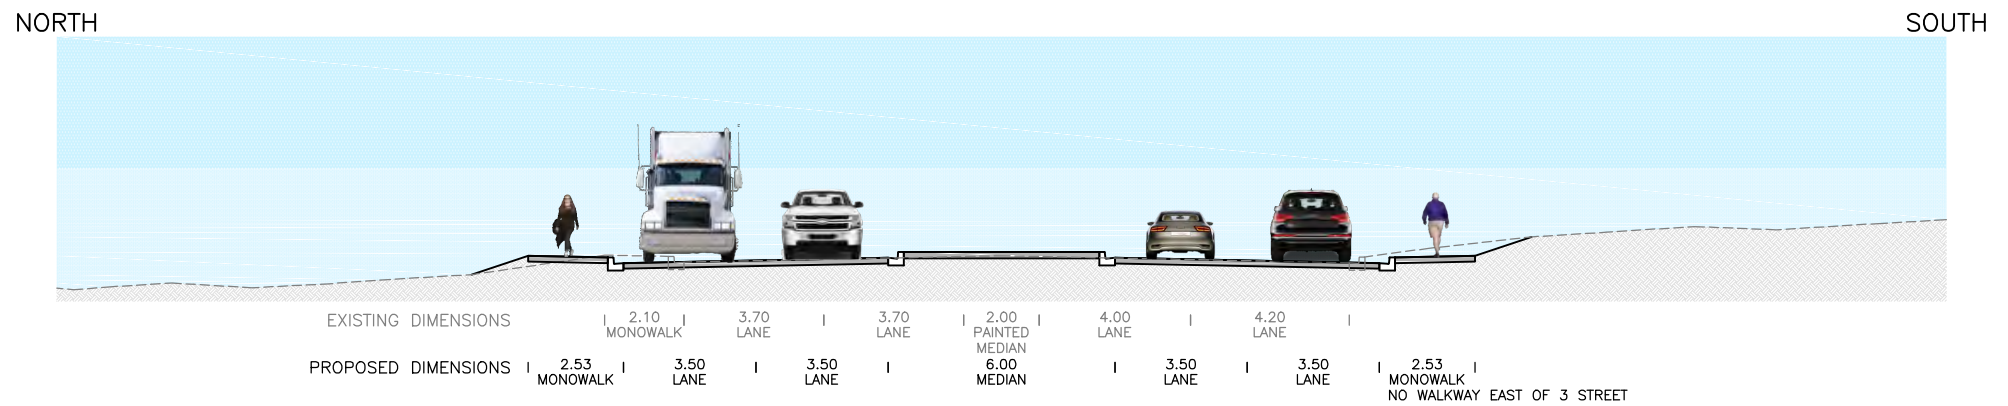 NORTH
SOUTH
EXISTING DIMENSIONS
2.10
MONOWALK
3.70
LANE
3.70
LANE
2.00
PAINTED
MEDIAN
4.00
LANE
4.20
LANE
PROPOSED DIMENSIONS
2.53
MONOWALK
3.50
LANE
3.50
LANE
6.00
MEDIAN
3.50
LANE
3.50
LANE
2.53
MONOWALK
NO WALKWAY EAST OF 3 STREET